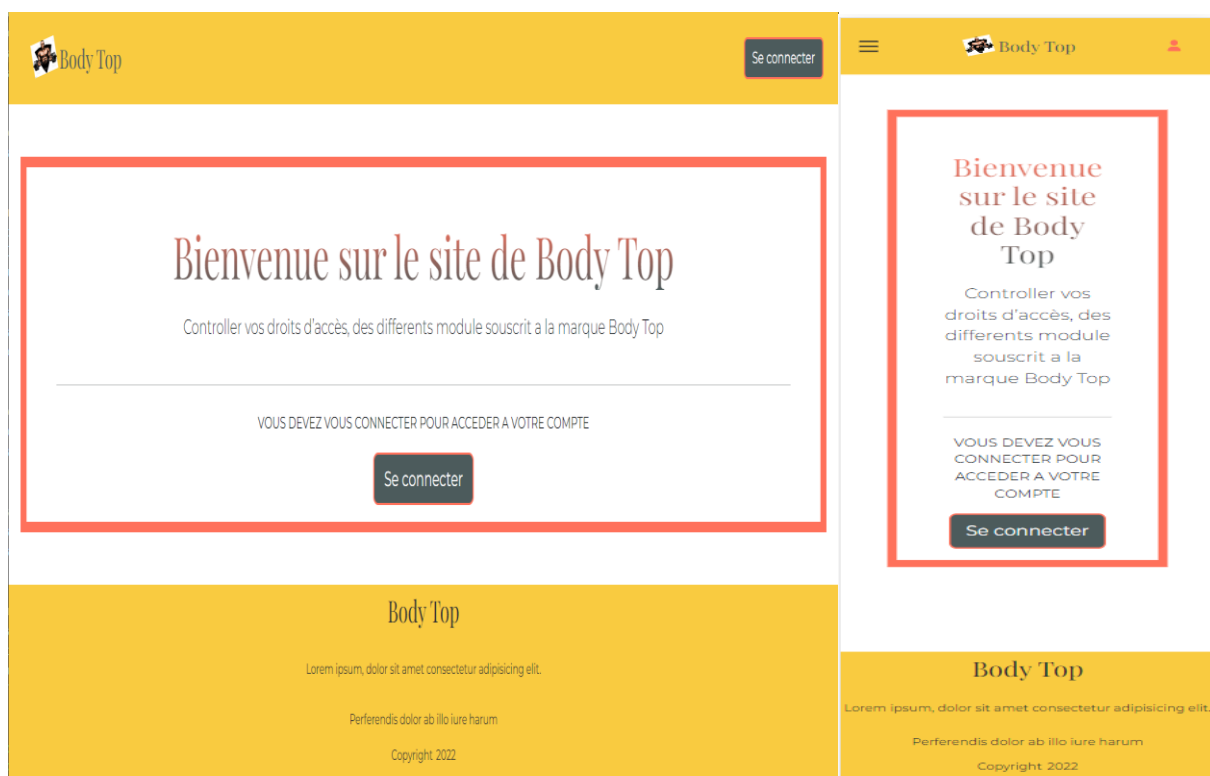 Body Top
Se connecter
Bienvenue sur le site de Body Top
Controller vos droits d'accès, des differents module souscrit a la marque Body Top
VOUS DEVEZ VOUS CONNECTER POUR ACCEDER A VOTRE COMPTE
Se connecter
Body Top
Lorem ipsum, dolor sit amet consectetur adipisicing elit.
Perferendis dolor ab illo iure harum
Copyright 2022
Body Top
Bienvenue
sur le site
de Body
Top
Controller vos
droits d'accès, des
differents module
souscrit a la
marque Body Top
VOUS DEVEZ VOUS
CONNECTER POUR
ACCEDER A VOTRE
COMPTE
Se connecter
Body Top
Lorem ipsum, dolor sit amet consectetur adipisicing elit.
Perferendis dolor ab illo iure harum
Copyright 2022